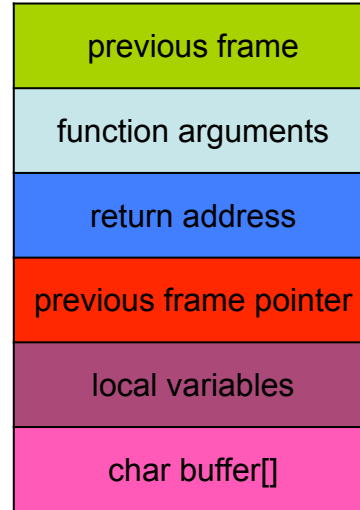 previous frame
function arguments
return address
previous frame pointer
local variables
char buffer[]